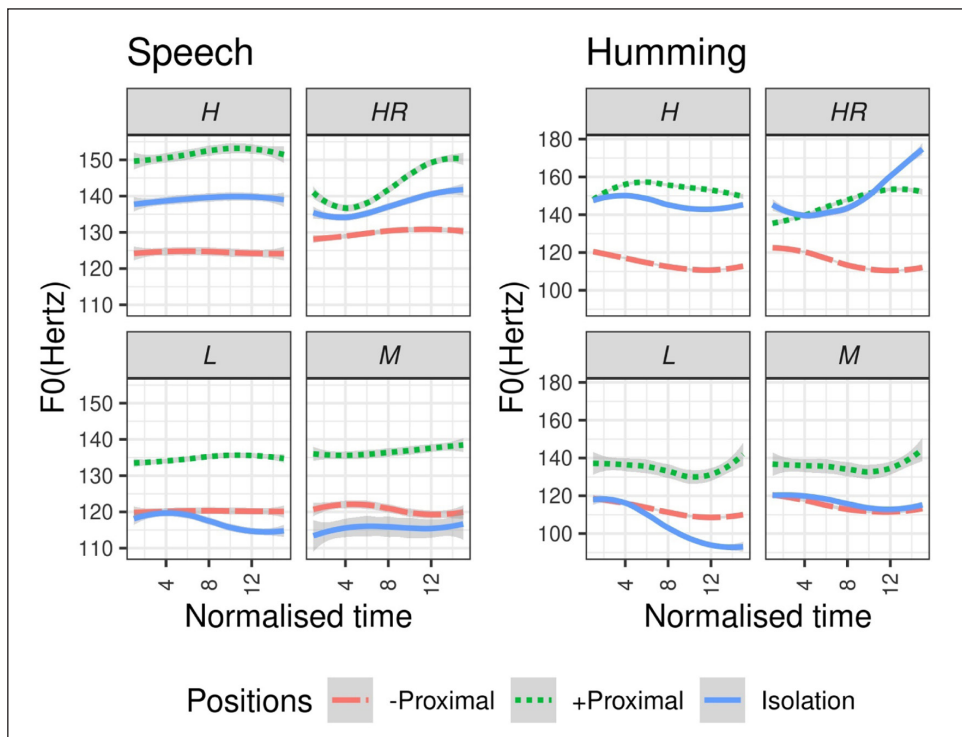 Speech
H HR
150
140
130
120
110
L M
150
140
130
120
110
F0(Hertz)
4 8 12 4 8 12
Normalised time
Humming
H HR
180
160
140
120
100
L M
180
160
140
120
100
F0(Hertz)
4 8 12 4 8 12
Normalised time
Positions -Proximal +Proximal Isolation